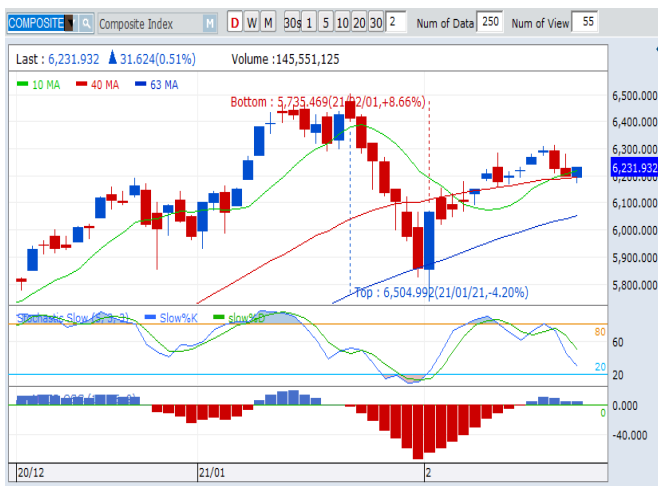 COMPOSITE Composite Index M D W M 30s 1 5 10 20 30 2 Num of Data 250 Num of View 55
Last : 6,231.932 ▲ 31.624(0.51%) Volume :145,551,125
10 MA 40 MA 63 MA
Bottom : 5,735.469(21/02/01,+8.66%)
6,500.000
6,400.000
6,300.000
6,231.932
6,200.000
6,100.000
6,000.000
5,900.000
5,800.000
Top : 6,504.992(21/01/21,-4.20%)
Stochastic Slow Slow%K slow%D
80
60
20
20
0.000
0
-40.000
20/12 21/01 2